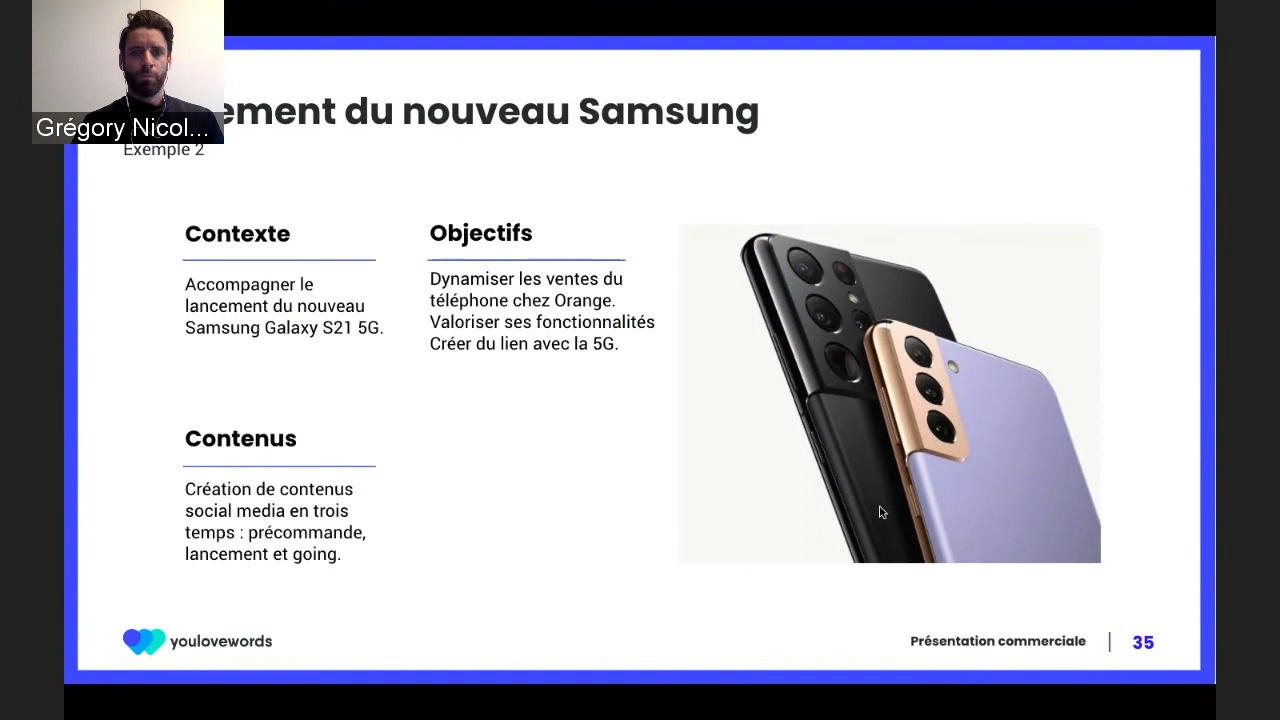 Grégory Nicol...
ement du nouveau Samsung
Exemple 2
Contexte
Accompagner le
lancement du nouveau
Samsung Galaxy S21 5G.
Objectifs
Dynamiser les ventes du
téléphone chez Orange.
Valoriser ses fonctionnalités
Créer du lien avec la 5G.
Contenus
Création de contenus
social media en trois
temps : précommande,
lancement et going.
youlovewords
Présentation commerciale
35